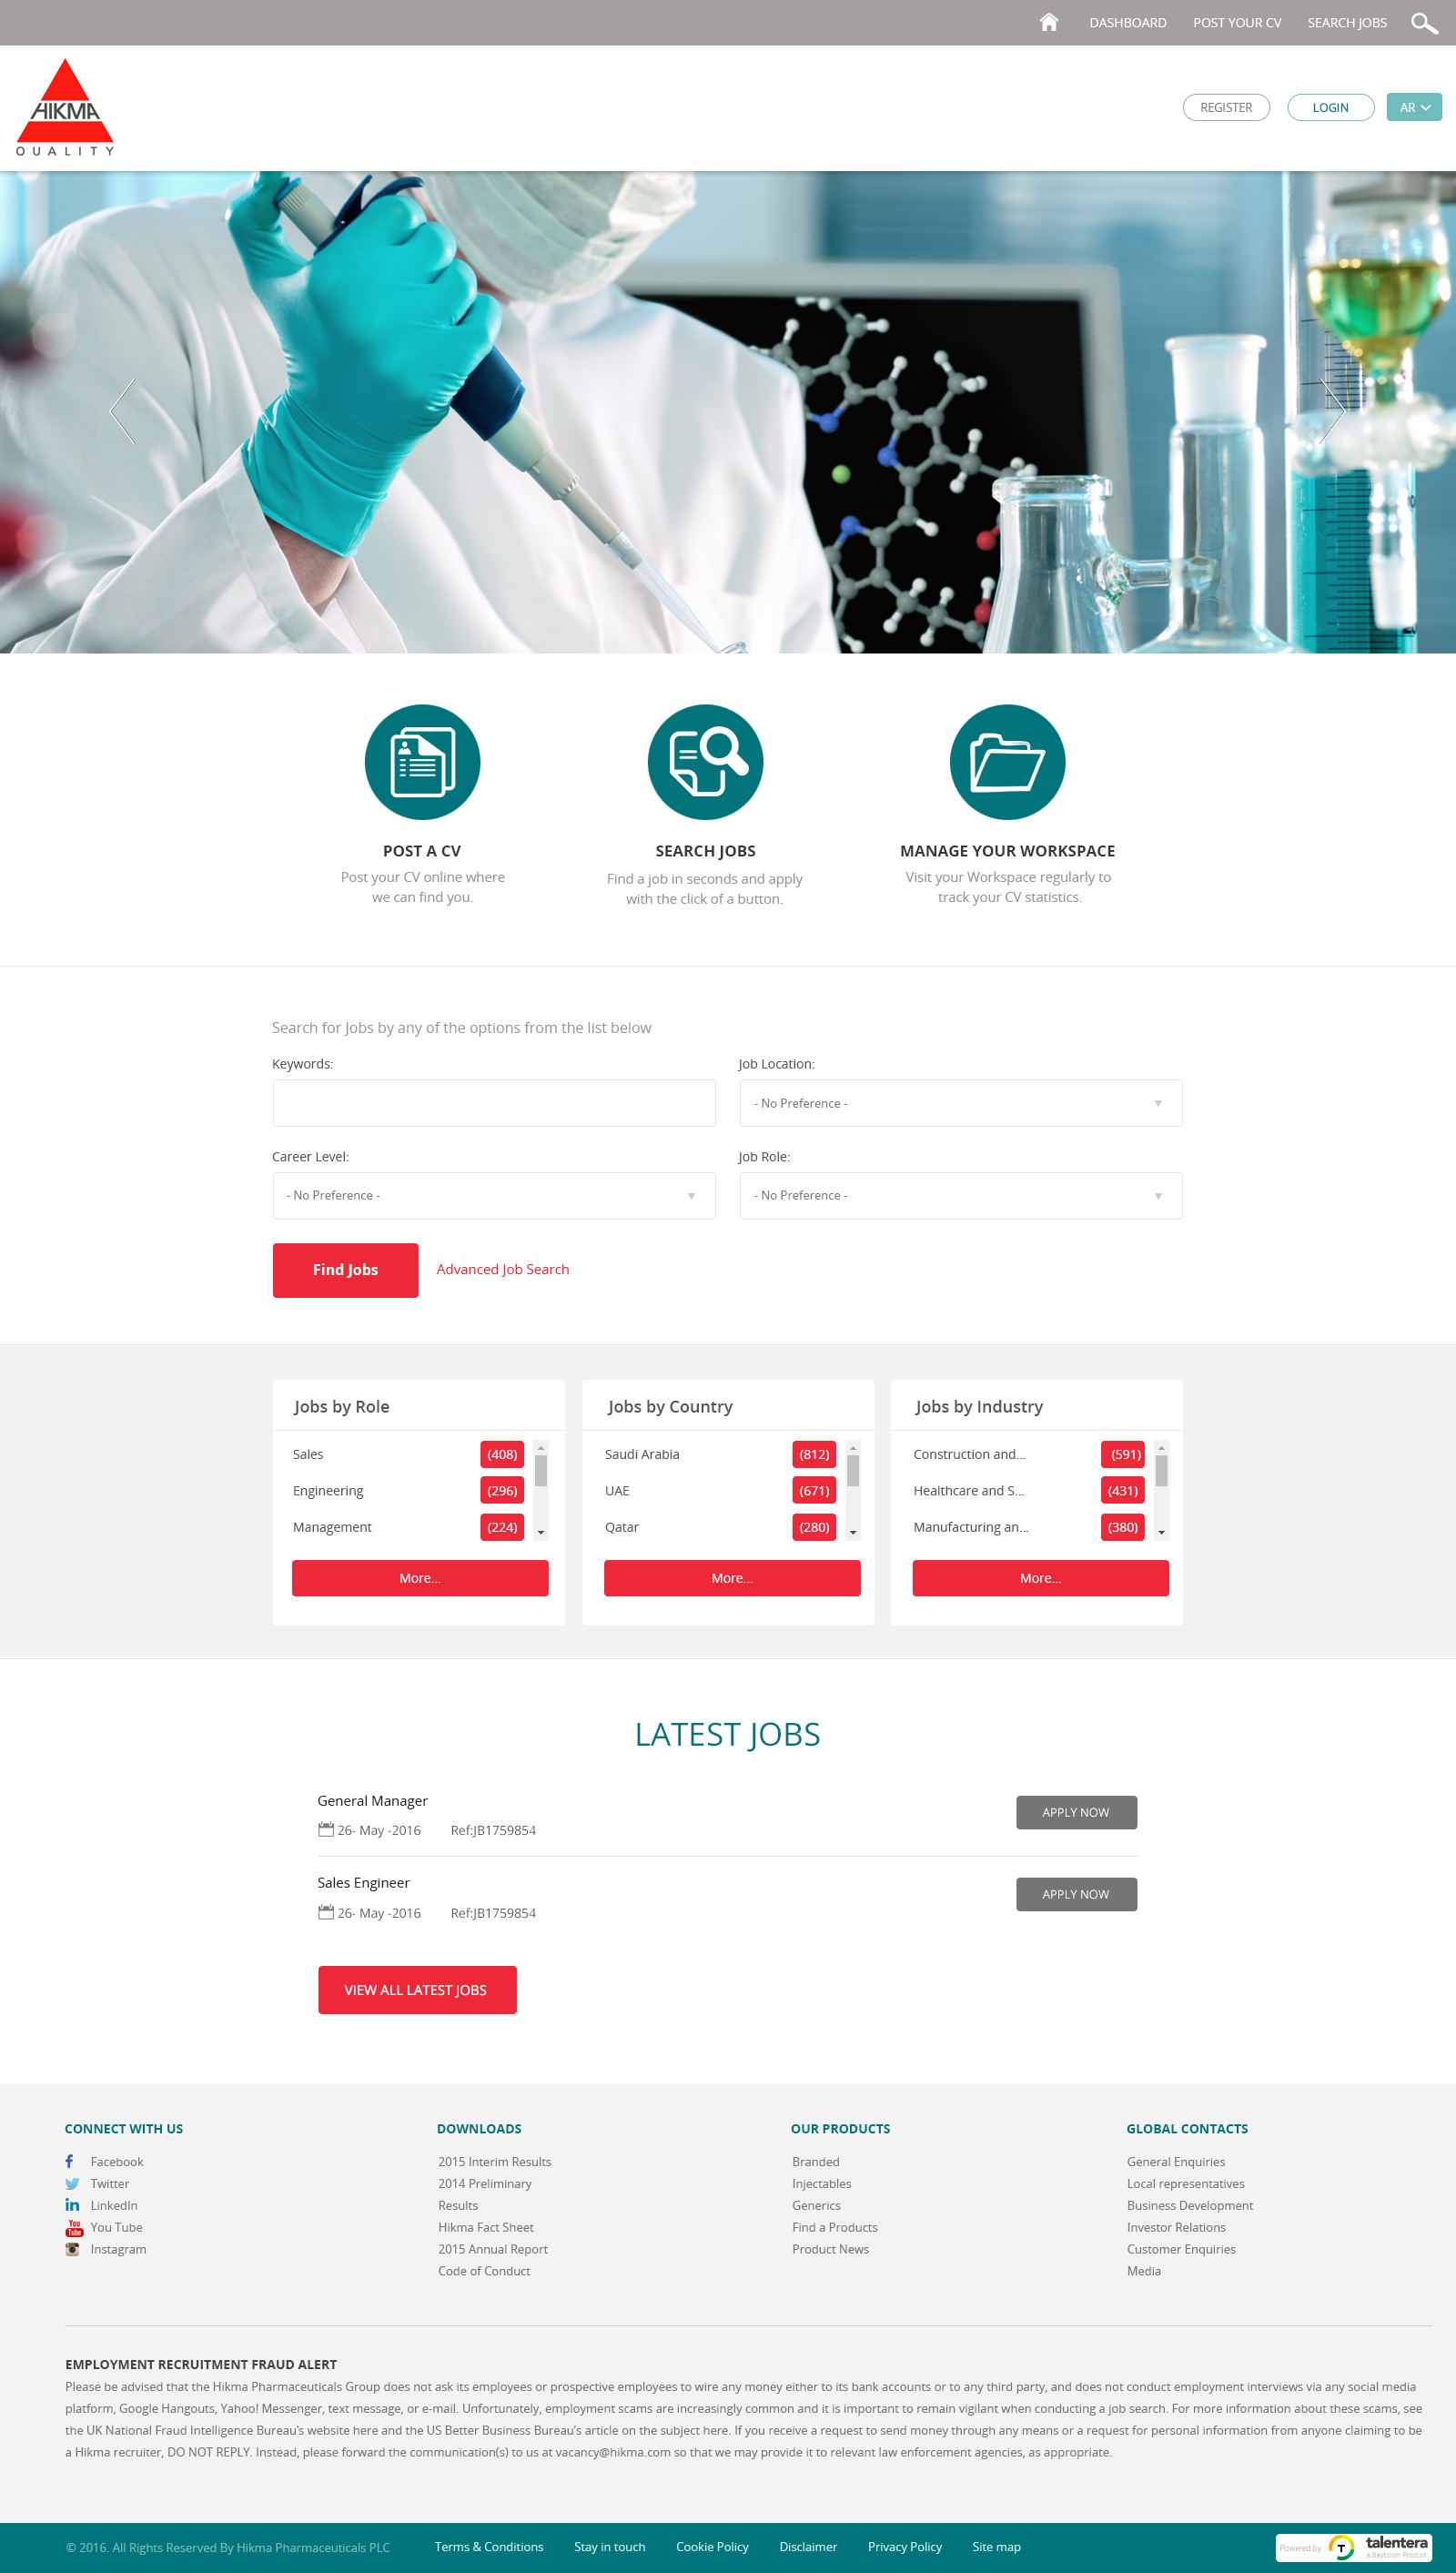 DASHBOARD POST YOUR CV SEARCH JOBS
HIKMA
QUALITY
REGISTER LOGIN AR
POST A CV
Post your CV online where
we can find you.
SEARCH JOBS
Find a job in seconds and apply
with the click of a button.
MANAGE YOUR WORKSPACE
Visit your Workspace regularly to
track your CV statistics.
Search for Jobs by any of the options from the list below
Keywords:
Job Location:
- No Preference -
Career Level:
- No Preference -
Job Role:
- No Preference -
Find Jobs Advanced Job Search
Jobs by Role
Sales (408)
Engineering (296)
Management (224)
More...
Jobs by Country
Saudi Arabia (812)
UAE (671)
Qatar (280)
More...
Jobs by Industry
Construction and... (591)
Healthcare and S... (431)
Manufacturing an... (380)
More...
LATEST JOBS
General Manager
26- May -2016 Ref:JB1759854
APPLY NOW
Sales Engineer
26- May -2016 Ref:JB1759854
APPLY NOW
VIEW ALL LATEST JOBS
CONNECT WITH US
Facebook
Twitter
LinkedIn
You Tube
Instagram
DOWNLOADS
2015 Interim Results
2014 Preliminary
Results
Hikma Fact Sheet
2015 Annual Report
Code of Conduct
OUR PRODUCTS
Branded
Injectables
Generics
Find a Products
Product News
GLOBAL CONTACTS
General Enquiries
Local representatives
Business Development
Investor Relations
Customer Enquiries
Media
EMPLOYMENT RECRUITMENT FRAUD ALERT
Please be advised that the Hikma Pharmaceuticals Group does not ask its employees or prospective employees to wire any money either to its bank accounts or to any third party, and does not conduct employment interviews via any social media
platform, Google Hangouts, Yahoo! Messenger, text message, or e-mail. Unfortunately, employment scams are increasingly common and it is important to remain vigilant when conducting a job search. For more information about these scams, see
the UK National Fraud Intelligence Bureau's website here and the US Better Business Bureau's article on the subject here. If you receive a request to send money through any means or a request for personal information from anyone claiming to be
a Hikma recruiter, DO NOT REPLY. Instead, please forward the communication(s) to us at vacancy@hikma.com so that we may provide it to relevant law enforcement agencies, as appropriate.
© 2016. All Rights Reserved By Hikma Pharmaceuticals PLC Terms & Conditions Stay in touch Cookie Policy Disclaimer Privacy Policy Site map
Powered by T talentera
a Bayt.com Product